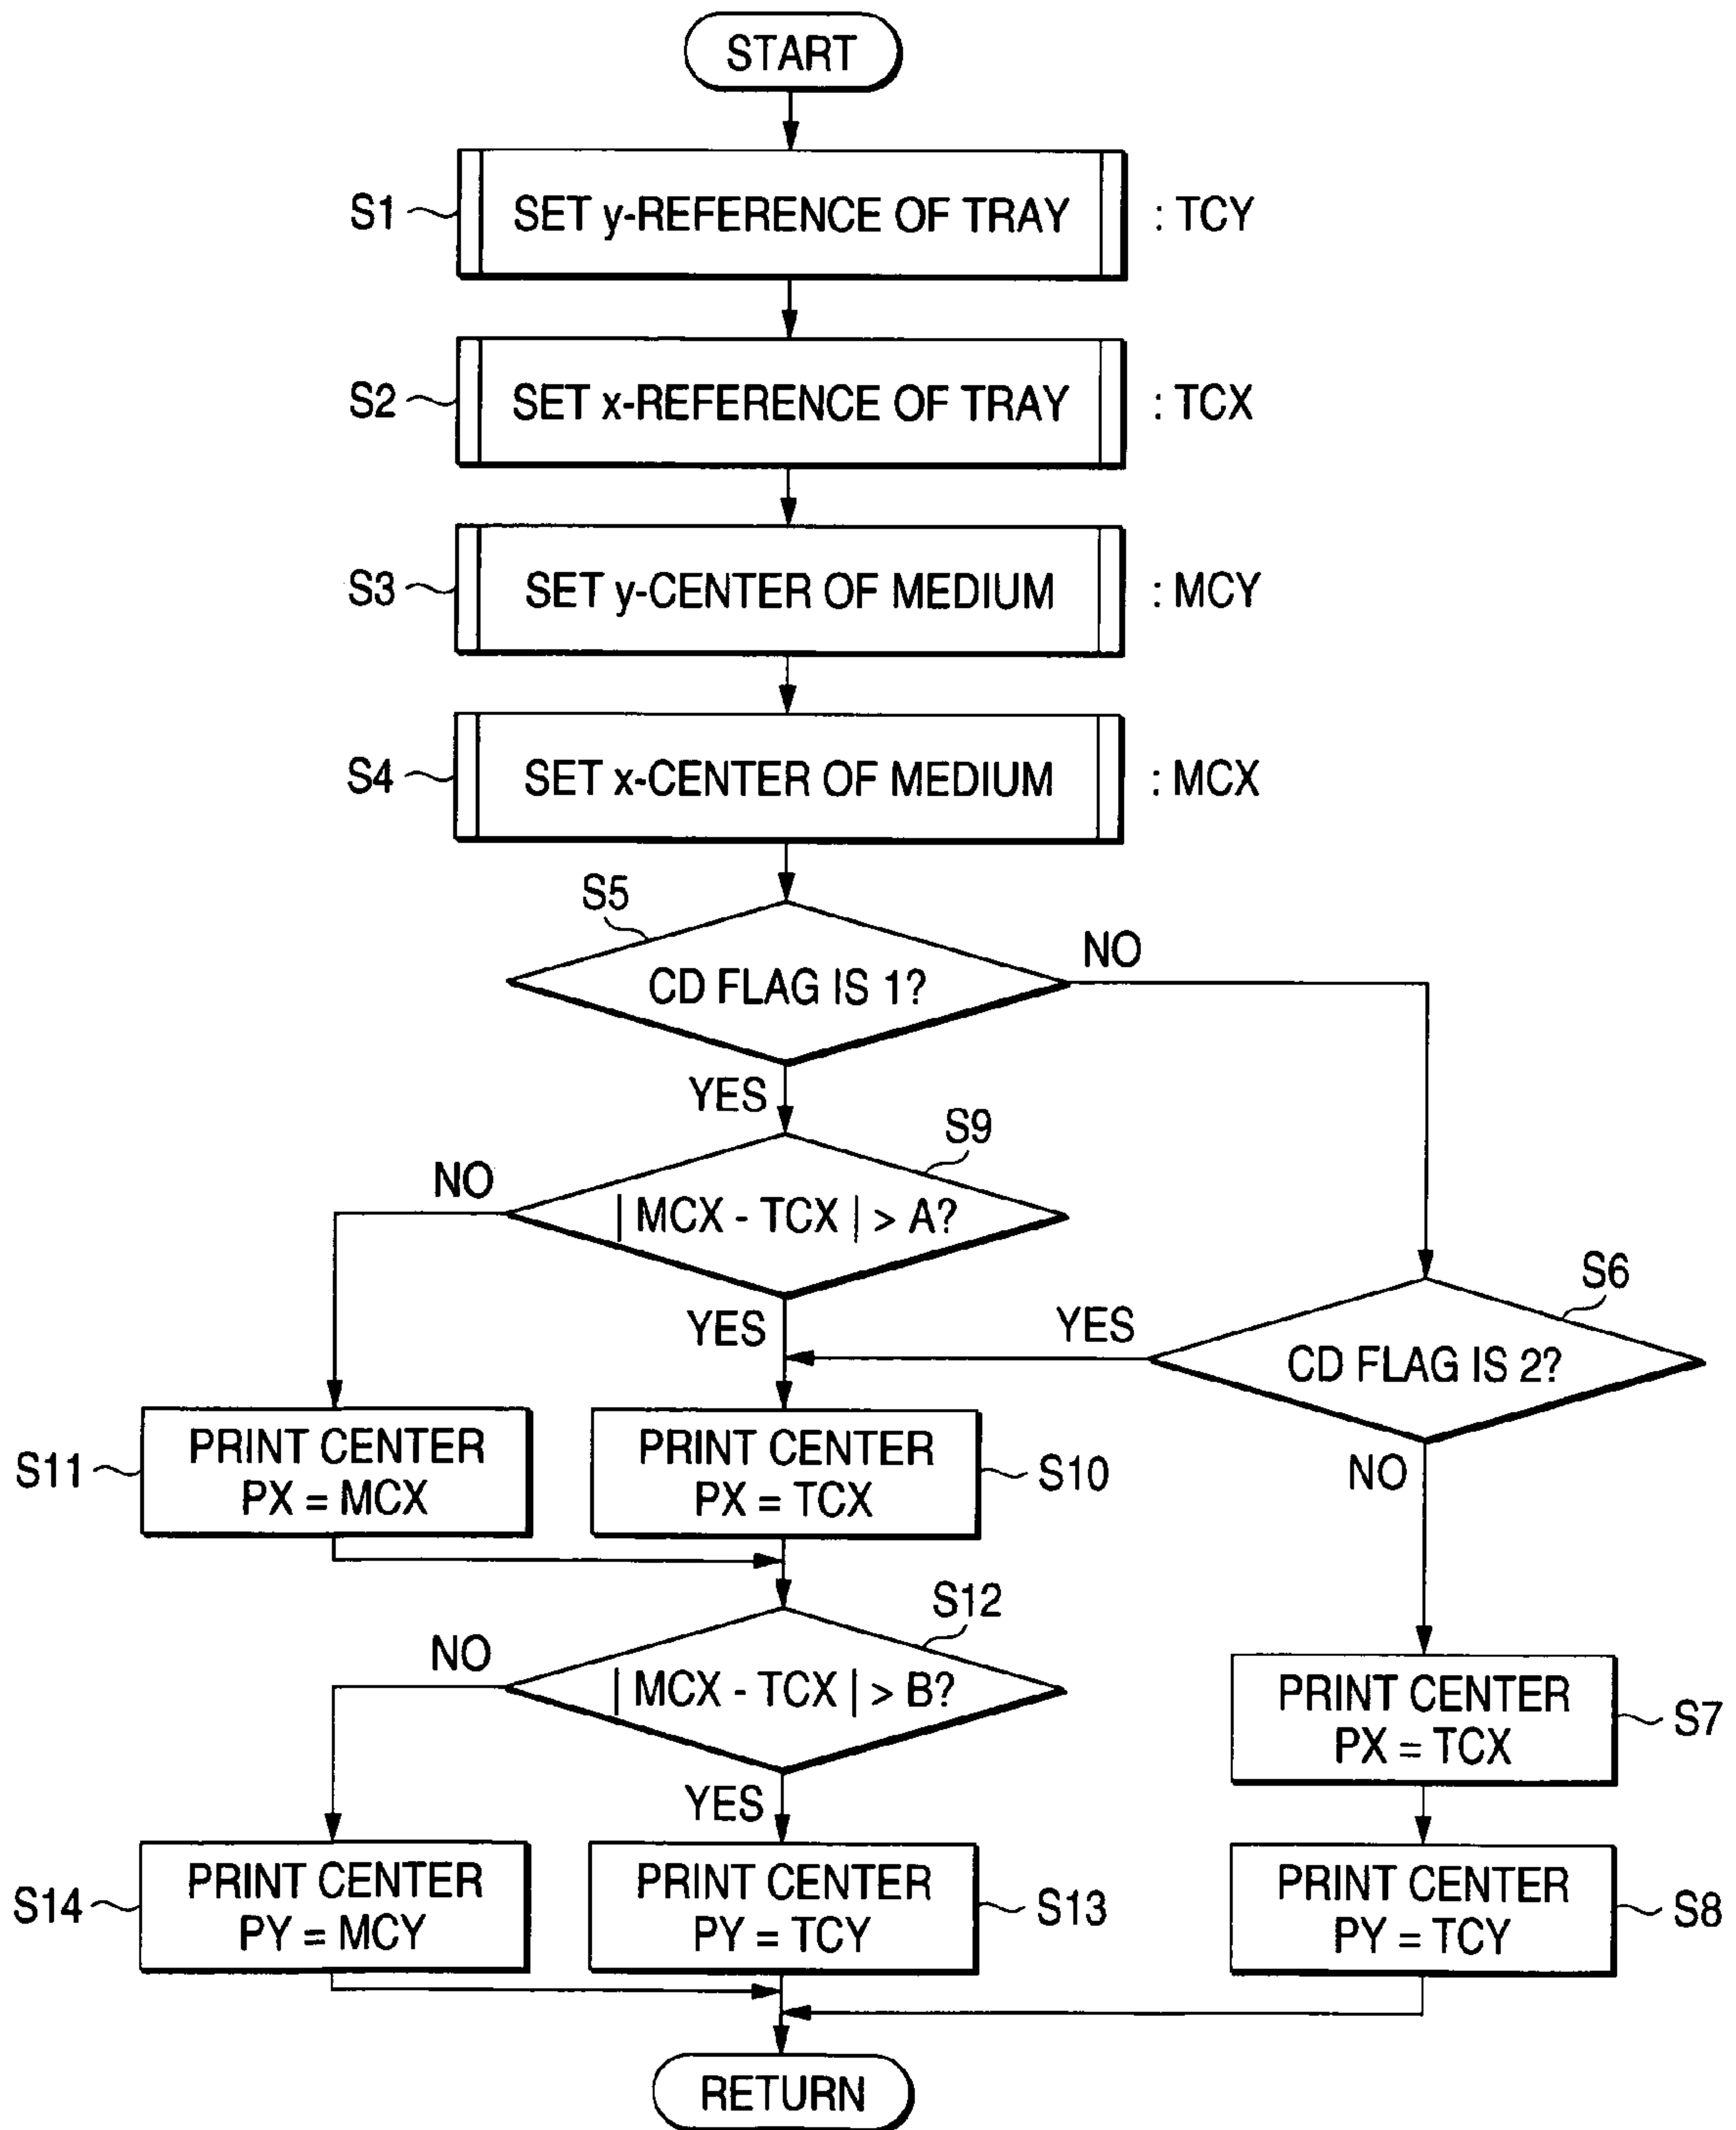 START
S1 SET y-REFERENCE OF TRAY : TCY
S2 SET x-REFERENCE OF TRAY : TCX
S3 SET y-CENTER OF MEDIUM : MCY
S4 SET x-CENTER OF MEDIUM : MCX
S5
CD FLAG IS 1?
NO
YES
S9
| MCX - TCX | > A?
NO
YES
S6
CD FLAG IS 2?
YES
NO
S11
PRINT CENTER
PX = MCX
PRINT CENTER
PX = TCX
S10
S12
| MCX - TCX | > B?
NO
YES
PRINT CENTER
PX = TCX
S7
S14
PRINT CENTER
PY = MCY
PRINT CENTER
PY = TCY
S13
PRINT CENTER
PY = TCY
S8
RETURN